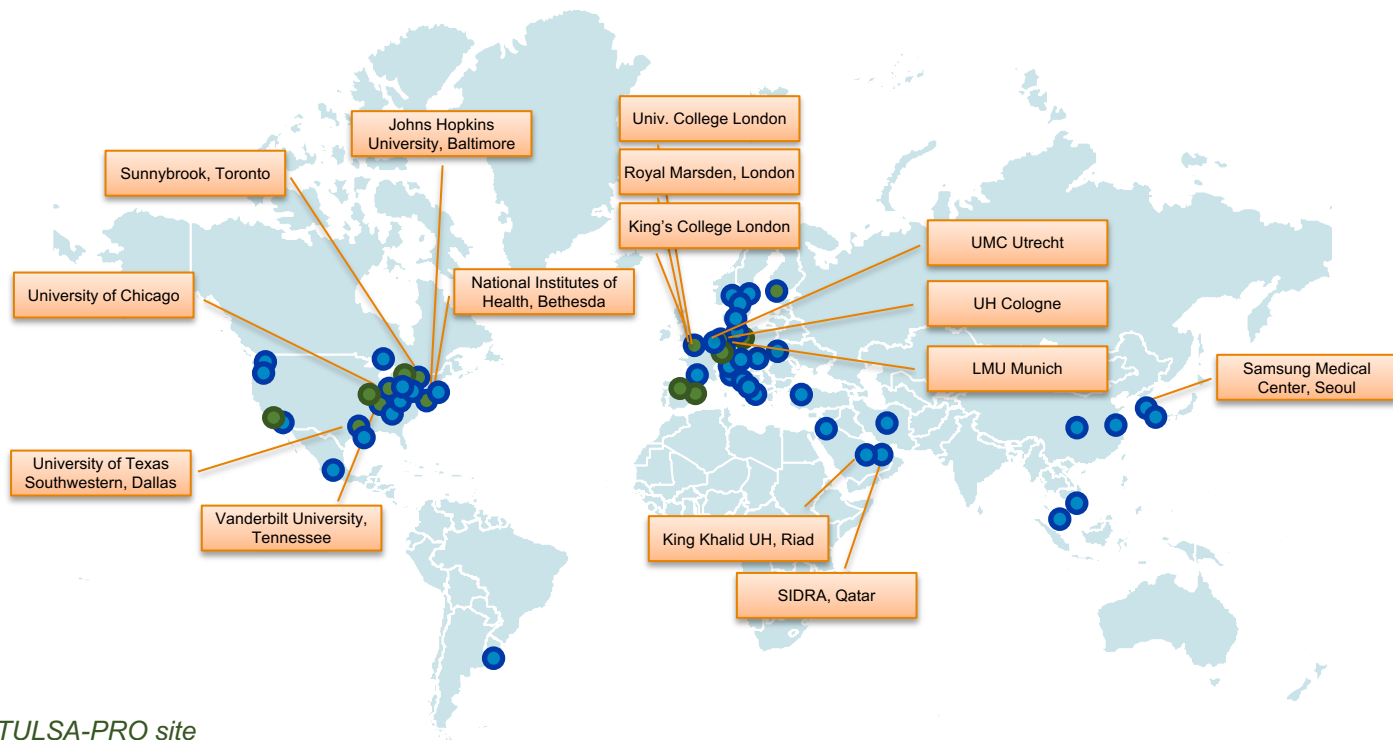 Johns Hopkins
University, Baltimore
Univ. College London
Sunnybrook, Toronto
Royal Marsden, London
King's College London
UMC Utrecht
University of Chicago
National Institutes of
Health, Bethesda
UH Cologne
LMU Munich
Samsung Medical
Center, Seoul
University of Texas
Southwestern, Dallas
Vanderbilt University,
Tennessee
King Khalid UH, Riad
SIDRA, Qatar
TULSA-PRO site